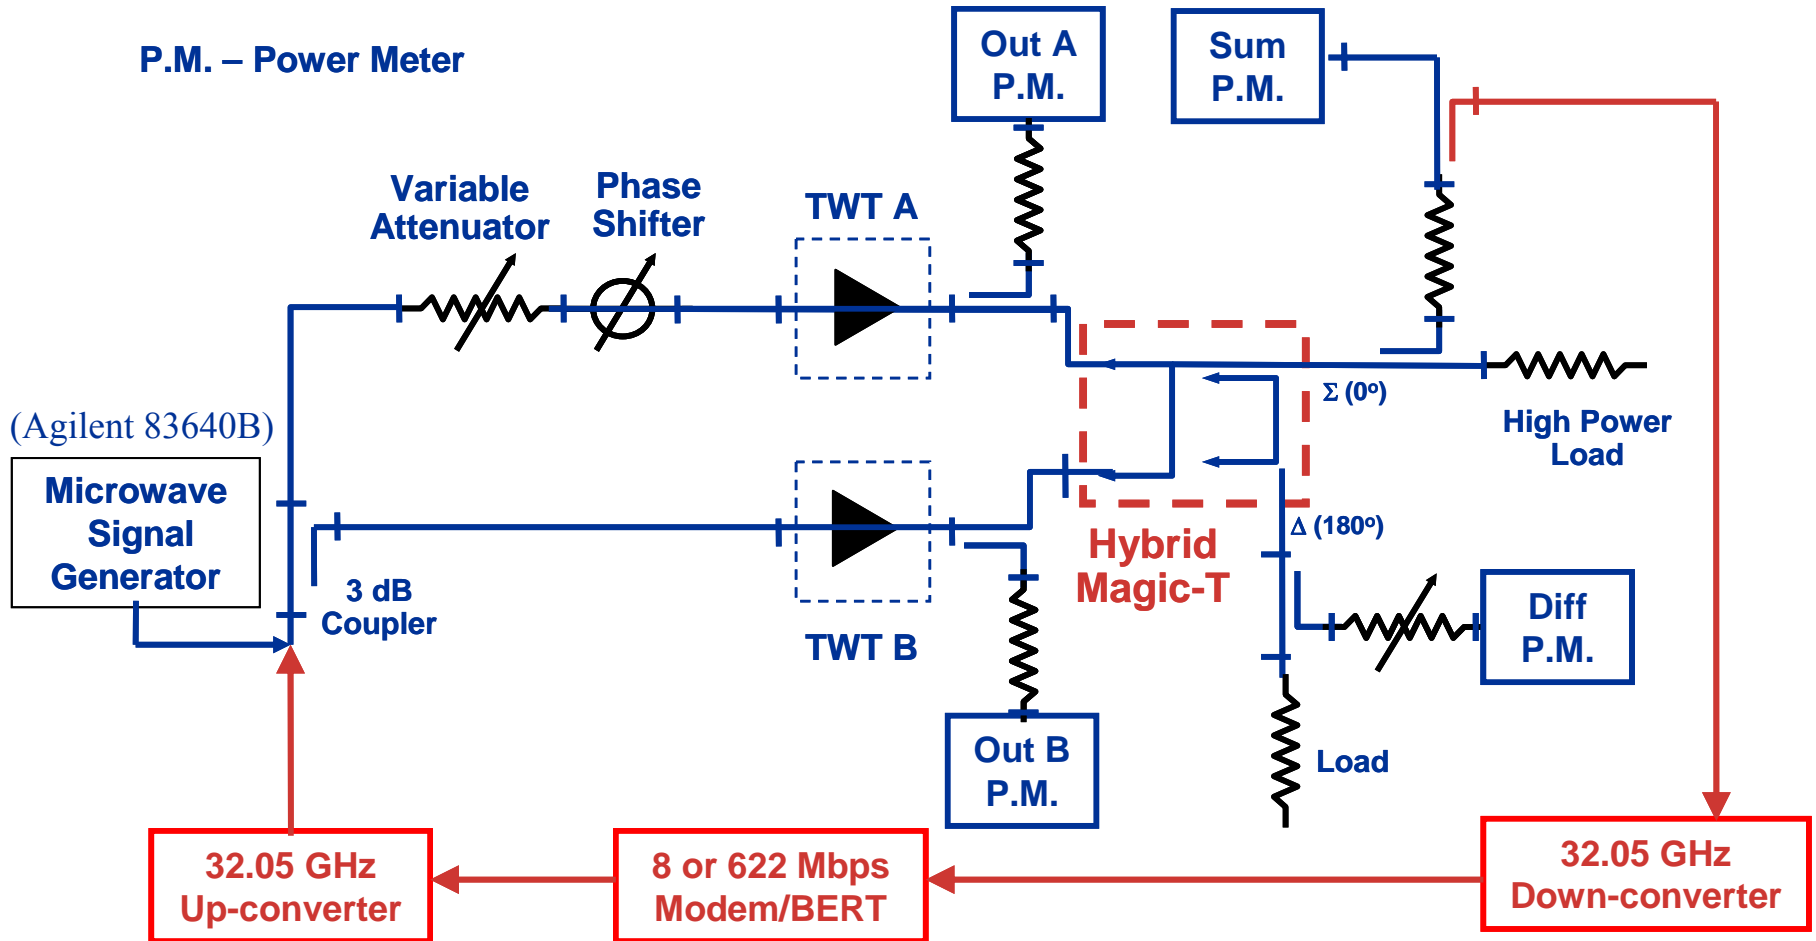 P.M. – Power Meter
Out A
P.M.
Sum
P.M.
Variable
Attenuator
Phase
Shifter
TWT A
Σ (0º)
High Power
Load
(Agilent 83640B)
Microwave
Signal
Generator
3 dB
Coupler
TWT B
Hybrid
Magic-T
Δ (180º)
Diff
P.M.
Out B
P.M.
Load
32.05 GHz
Up-converter
8 or 622 Mbps
Modem/BERT
32.05 GHz
Down-converter